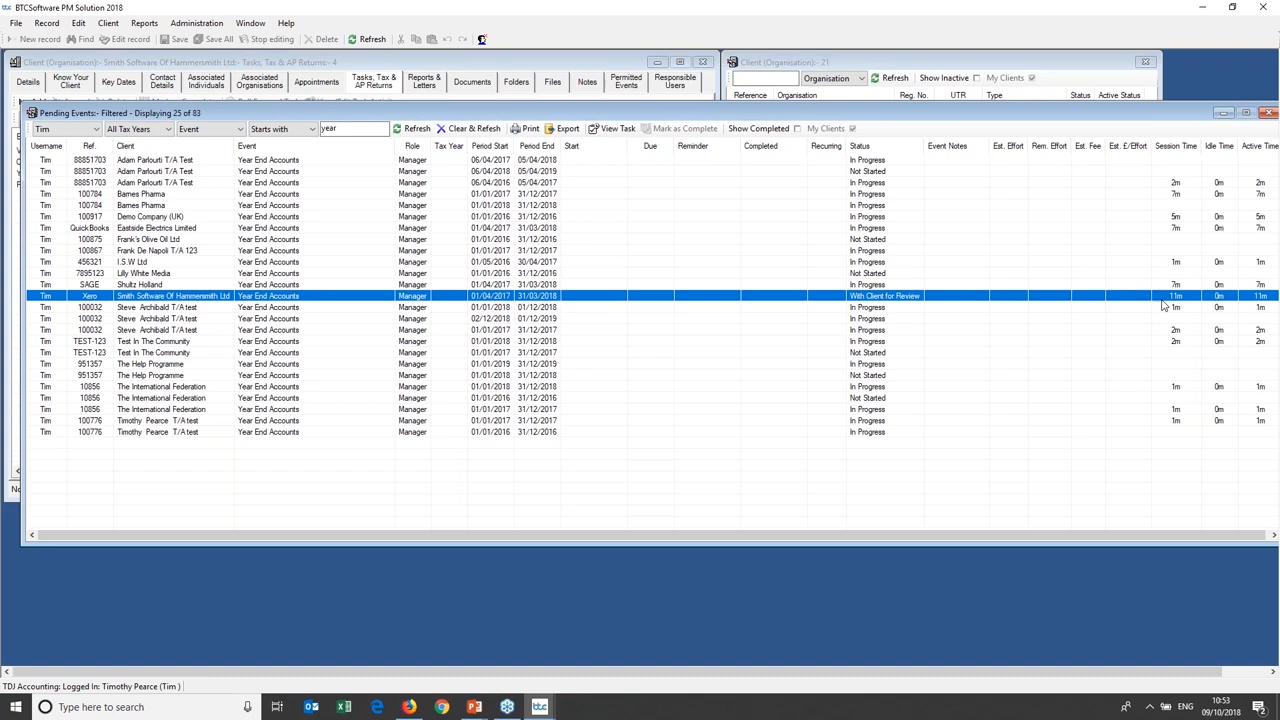 BTCSoftware PM Solution 2018
File Record Edit Client Reports Administration Window Help
New record Find Edit record Save Save All Stop editing Delete Refresh
Client (Organisation):- Smith Software Of Hammersmith Ltd:- Tasks, Tax & AP Returns:- 4
Client (Organisation):- 21
Details Know Your Client Key Dates Contact Details Associated Individuals Associated Organisations Appointments Tasks, Tax & AP Returns Reports & Letters Documents Folders Files Notes Permitted Events Responsible Users
Organisation Refresh Show Inactive My Clients
Reference Organisation Reg. No. UTR Type Status Active Status
Pending Events:- Filtered - Displaying 25 of 83
Tim All Tax Years Event Starts with year Refresh Clear & Refesh Print Export View Task Mark as Complete Show Completed My Clients
Username Ref. Client Event Role Tax Year Period Start Period End Start Due Reminder Completed Recurring Status Event Notes Est. Effort Rem. Effort Est. Fee Est. £/Effort Session Time Idle Time Active Time
Tim 88851703 Adam Parlouti T/A Test Year End Accounts Manager 06/04/2017 05/04/2018 In Progress
Tim 88851703 Adam Parlouti T/A Test Year End Accounts Manager 06/04/2018 05/04/2019 Not Started
Tim 88851703 Adam Parlouti T/A Test Year End Accounts Manager 06/04/2016 05/04/2017 In Progress 2m 0m 2m
Tim 100784 Barnes Pharma Year End Accounts Manager 01/01/2017 31/12/2017 In Progress 7m 0m 7m
Tim 100784 Barnes Pharma Year End Accounts Manager 01/01/2018 31/12/2018 In Progress
Tim 100917 Demo Company (UK) Year End Accounts Manager 01/01/2016 31/12/2016 In Progress 5m 0m 5m
Tim QuickBooks Eastside Electrics Limited Year End Accounts Manager 01/04/2017 31/03/2018 In Progress 7m 0m 7m
Tim 100875 Frank's Olive Oil Ltd Year End Accounts Manager 01/01/2016 31/12/2016 Not Started
Tim 100867 Frank De Napoli T/A 123 Year End Accounts Manager 01/01/2017 31/12/2017 In Progress
Tim 456321 I.S.W Ltd Year End Accounts Manager 01/05/2016 30/04/2017 In Progress 1m 0m 1m
Tim 7895123 Lilly White Media Year End Accounts Manager 01/01/2016 31/12/2016 Not Started
Tim SAGE Shultz Holland Year End Accounts Manager 01/04/2017 31/03/2018 In Progress 7m 0m 7m
Tim Xero Smith Software Of Hammersmith Ltd Year End Accounts Manager 01/04/2017 31/03/2018 With Client for Review 11m 0m 11m
Tim 100032 Steve Archibald T/A Test Year End Accounts Manager 01/01/2018 31/12/2018 In Progress 1m 0m 1m
Tim 100032 Steve Archibald T/A Test Year End Accounts Manager 02/12/2018 01/12/2019 In Progress
Tim 100032 Steve Archibald T/A Test Year End Accounts Manager 01/01/2017 31/12/2017 In Progress 2m 0m 2m
Tim TEST-123 Test In The Community Year End Accounts Manager 01/01/2018 31/12/2018 In Progress 2m 0m 2m
Tim TEST-123 Test In The Community Year End Accounts Manager 01/01/2018 31/12/2018 Not Started
Tim 951357 The Help Programme Year End Accounts Manager 01/01/2019 31/12/2019 In Progress
Tim 951357 The Help Programme Year End Accounts Manager 01/01/2018 31/12/2018 Not Started
Tim 10856 The International Federation Year End Accounts Manager 01/01/2018 31/12/2018 In Progress 1m 0m 1m
Tim 10856 The International Federation Year End Accounts Manager 01/01/2016 31/12/2016 Not Started
Tim 10856 The International Federation Year End Accounts Manager 01/01/2017 31/12/2017 In Progress 1m 0m 1m
Tim 100776 Timothy Pearce T/A test Year End Accounts Manager 01/01/2017 31/12/2017 In Progress 1m 0m 1m
Tim 100776 Timothy Pearce T/A test Year End Accounts Manager 01/01/2016 31/12/2016 In Progress
TDJ Accounting: Logged In: Timothy Pearce (Tim )
Type here to search
btc
ENG
10:53
09/10/2018
2